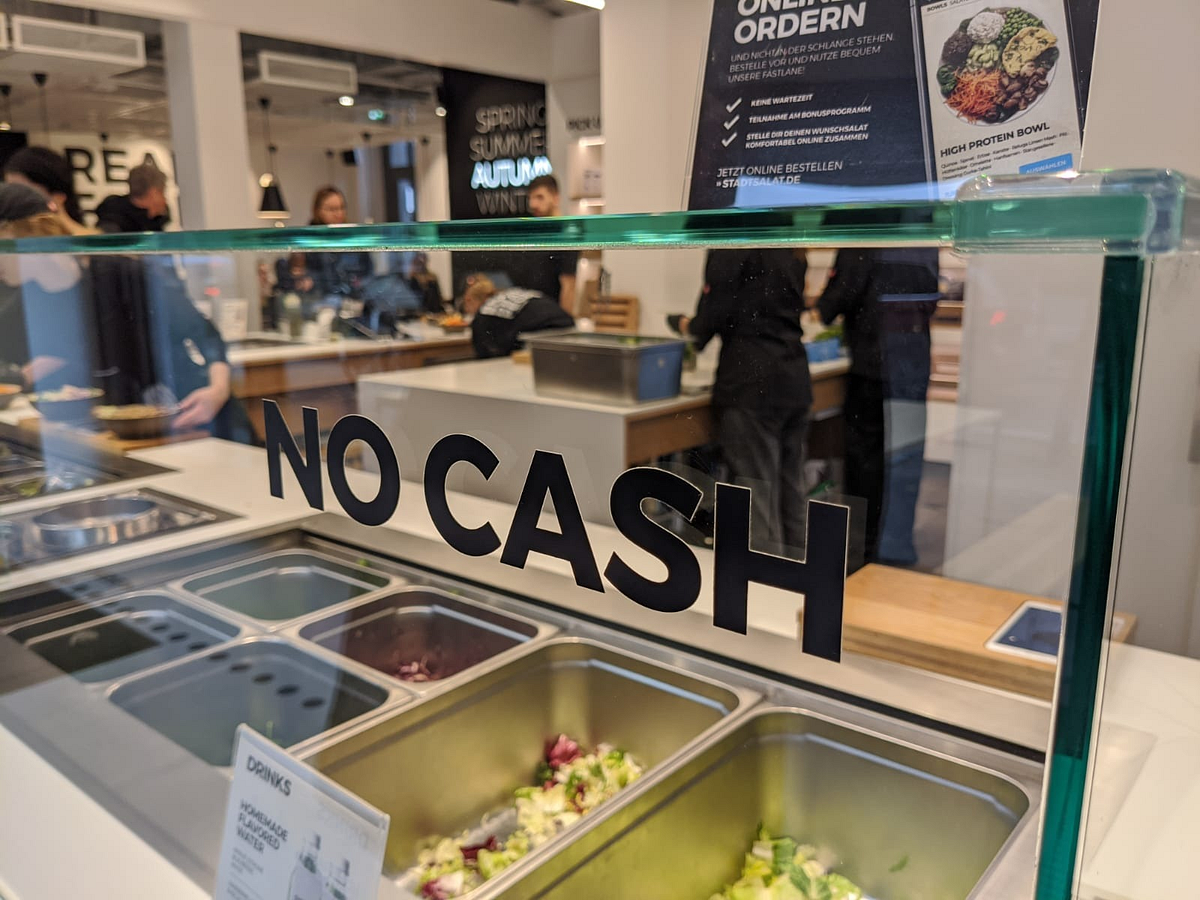 ONLINE
ORDERN
UND NICHT AN DER SCHLANGE STEHEN.
BESTELLE VOR UND NUTZE BEQUEM
UNSERE FASTLANE!
KEINE WARTEZEIT
TEILNAHME AM BONUSPROGRAMM
STELLE DIR DEINEN WUNSCHSALAT
KOMFORTABEL ONLINE ZUSAMMEN
JETZT ONLINE BESTELLEN
» STADTSALAT.DE
BOWLS
HIGH PROTEIN BOWL
AUSWÄHLEN
SPRING
SUMMER
AUTUMN
WINTER
REA
NO CASH
DRINKS
HOMEMADE
FLAVORED
WATER